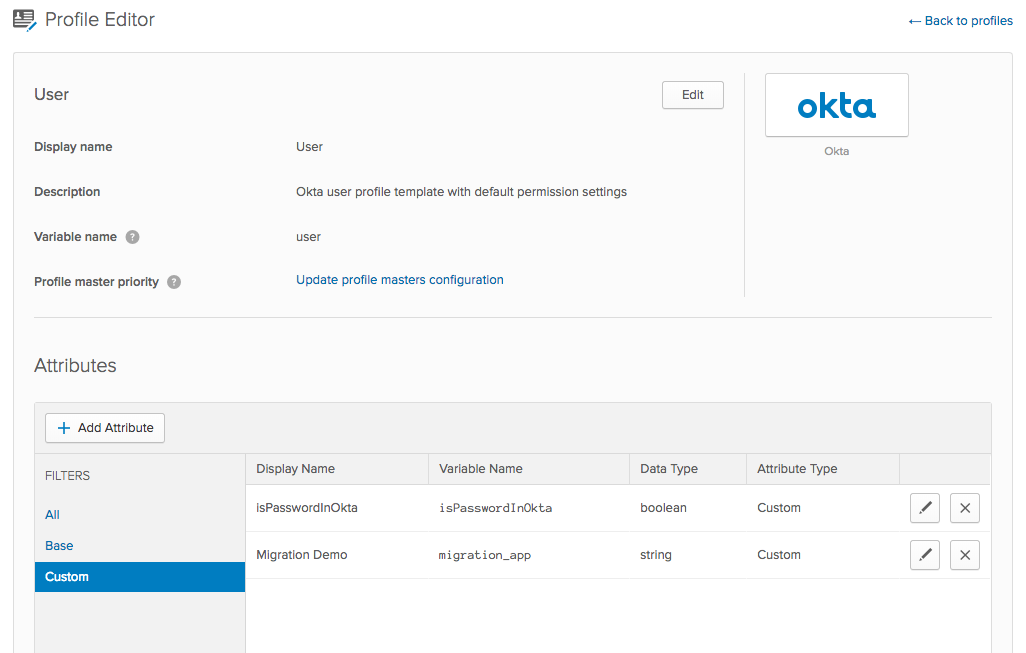 Profile Editor
← Back to profiles
User
Edit
okta
Okta
Display name User
Description Okta user profile template with default permission settings
Variable name ? user
Profile master priority ? Update profile masters configuration
Attributes
+ Add Attribute
FILTERS
All
Base
Custom
Display Name Variable Name Data Type Attribute Type
isPasswordInOkta isPasswordInOkta boolean Custom
Migration Demo migration_app string Custom